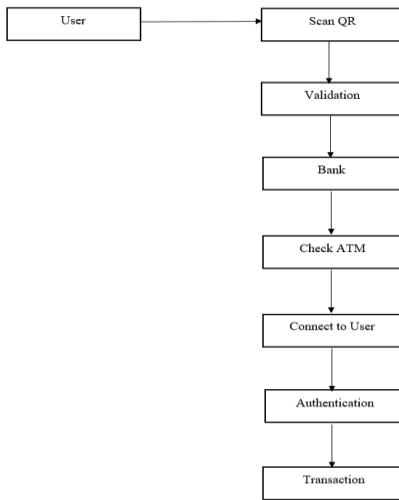 User
Scan QR
Validation
Bank
Check ATM
Connect to User
Authentication
Transaction